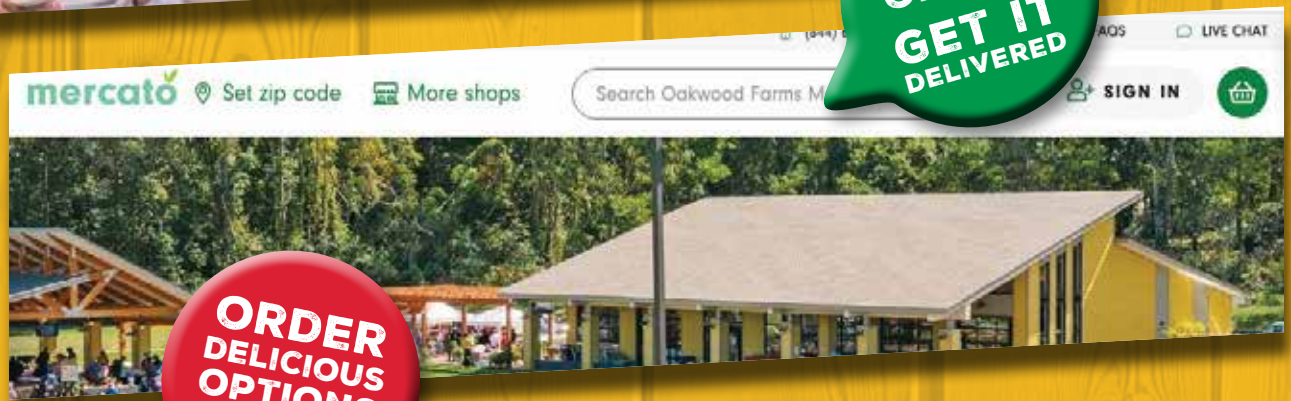 GET IT
DELIVERED
AQS
LIVE CHAT
mercato
Set zip code
More shops
Search Oakwood Farms M
SIGN IN
ORDER
DELICIOUS
OPTIONS